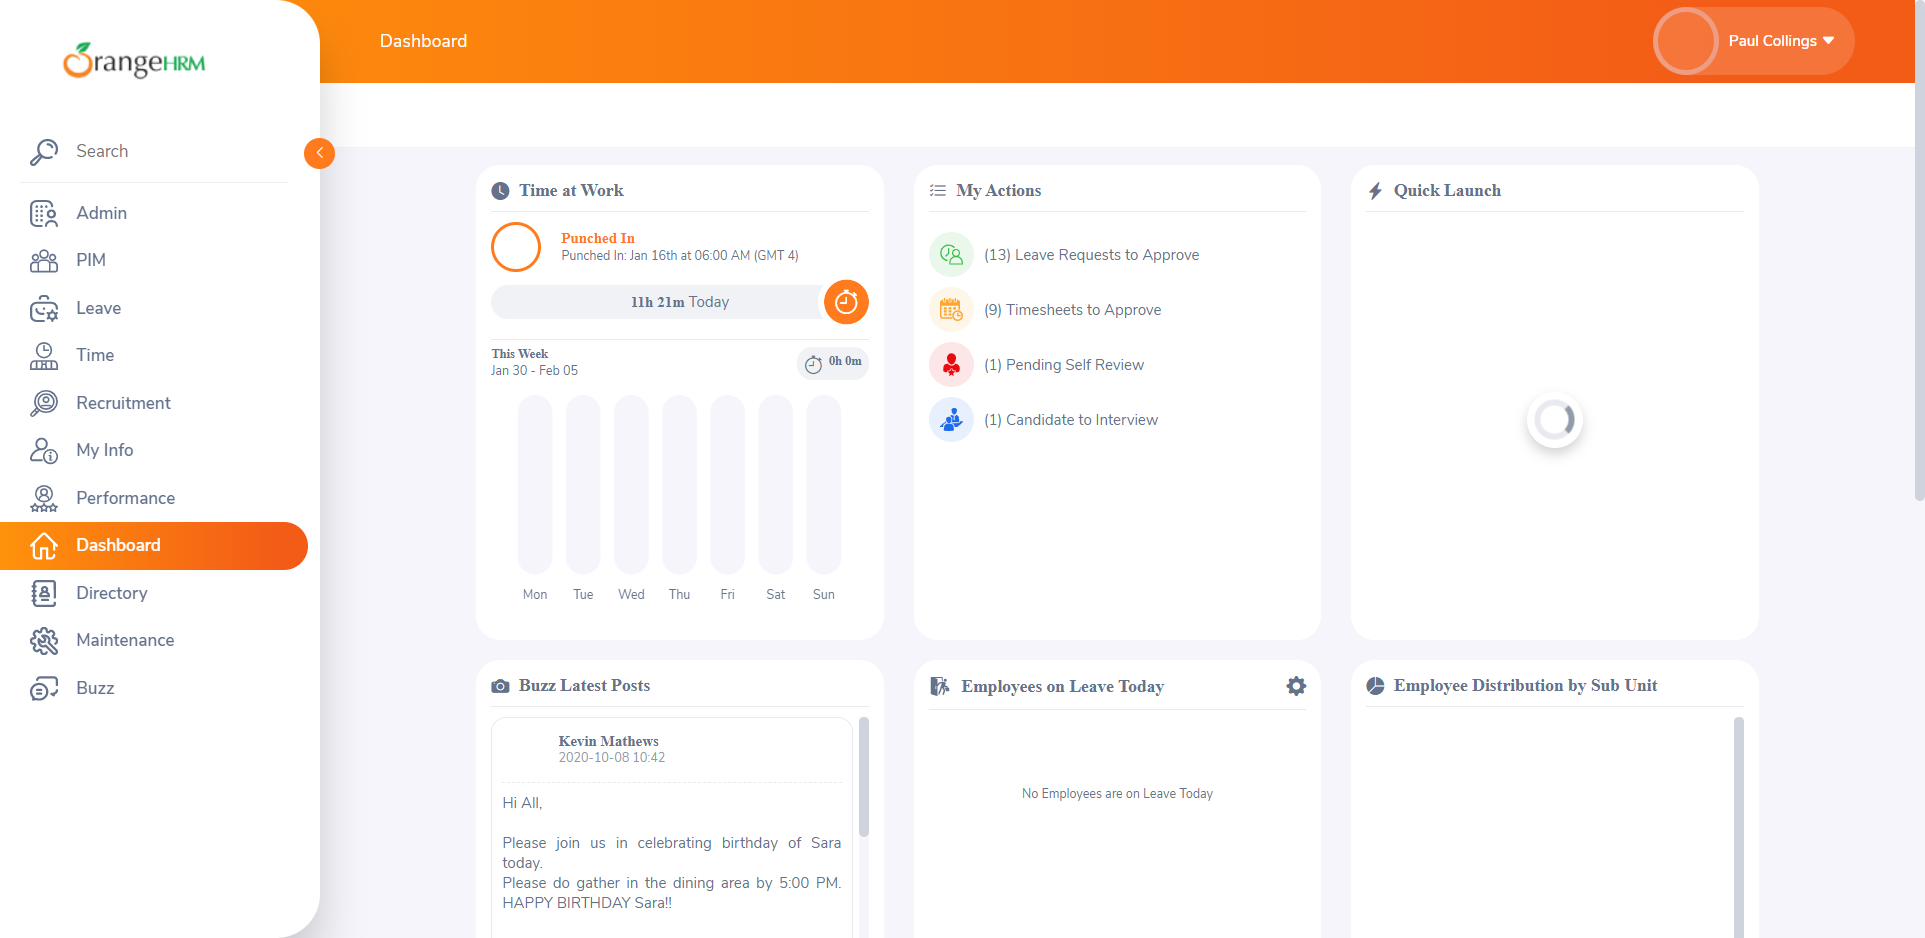 OrangeHRM
Dashboard
Paul Collings
Search
Admin
PIM
Leave
Time
Recruitment
My Info
Performance
Dashboard
Directory
Maintenance
Buzz
Time at Work
Punched In
Punched In: Jan 16th at 06:00 AM (GMT 4)
11h 21m Today
This Week
Jan 30 - Feb 05
0h 0m
Mon Tue Wed Thu Fri Sat Sun
My Actions
(13) Leave Requests to Approve
(9) Timesheets to Approve
(1) Pending Self Review
(1) Candidate to Interview
Quick Launch
Buzz Latest Posts
Kevin Mathews
2020-10-08 10:42
Hi All,
Please join us in celebrating birthday of Sara
today.
Please do gather in the dining area by 5:00 PM.
HAPPY BIRTHDAY Sara!!
Employees on Leave Today
No Employees are on Leave Today
Employee Distribution by Sub Unit